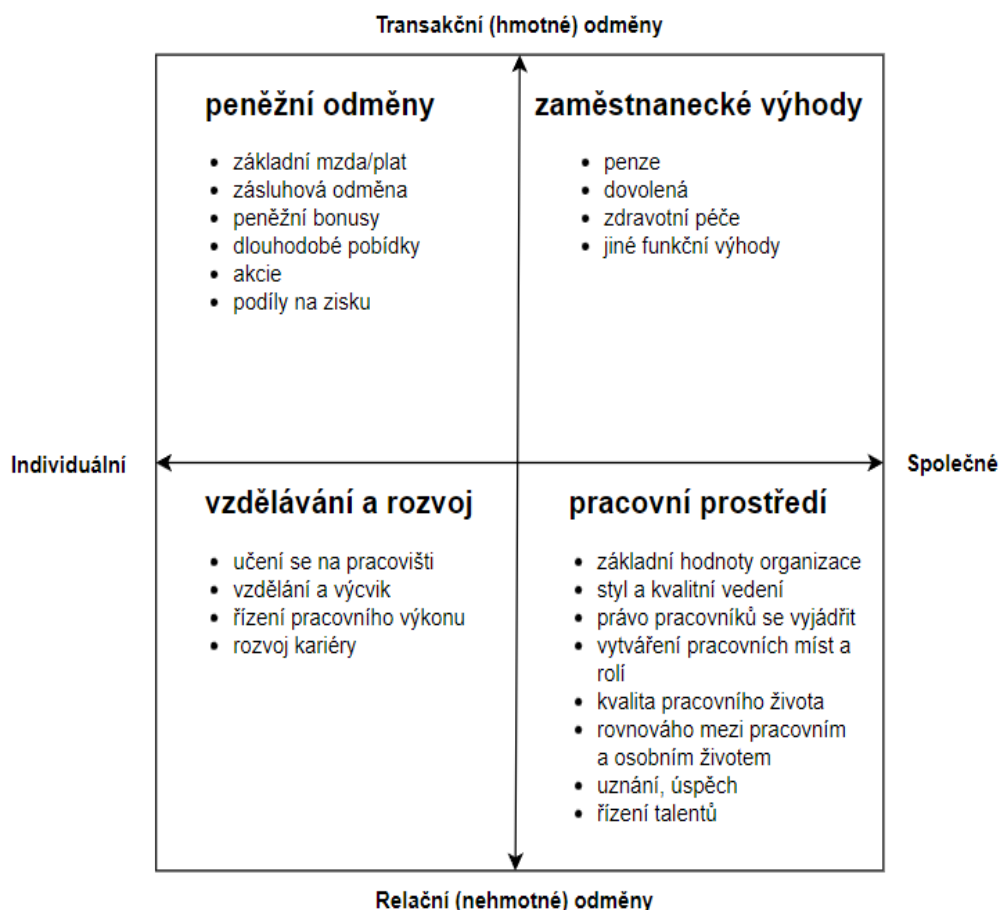 Transakční (hmotné) odměny
peněžní odměny
• základní mzda/plat
• zásluhová odměna
• peněžní bonusy
• dlouhodobé pobídky
• akcie
• podíly na zisku
zaměstnanecké výhody
• penze
• dovolená
• zdravotní péče
• jiné funkční výhody
Individuální
Společné
vzdělávání a rozvoj
• učení se na pracovišti
• vzdělání a výcvik
• řízení pracovního výkonu
• rozvoj kariéry
pracovní prostředí
• základní hodnoty organizace
• styl a kvalitní vedení
• právo pracovníků se vyjádřit
• vytváření pracovních míst a
rolí
• kvalita pracovního života
• rovnováho mezi pracovním
a osobním životem
• uznání, úspěch
• řízení talentů
Relační (nehmotné) odměny